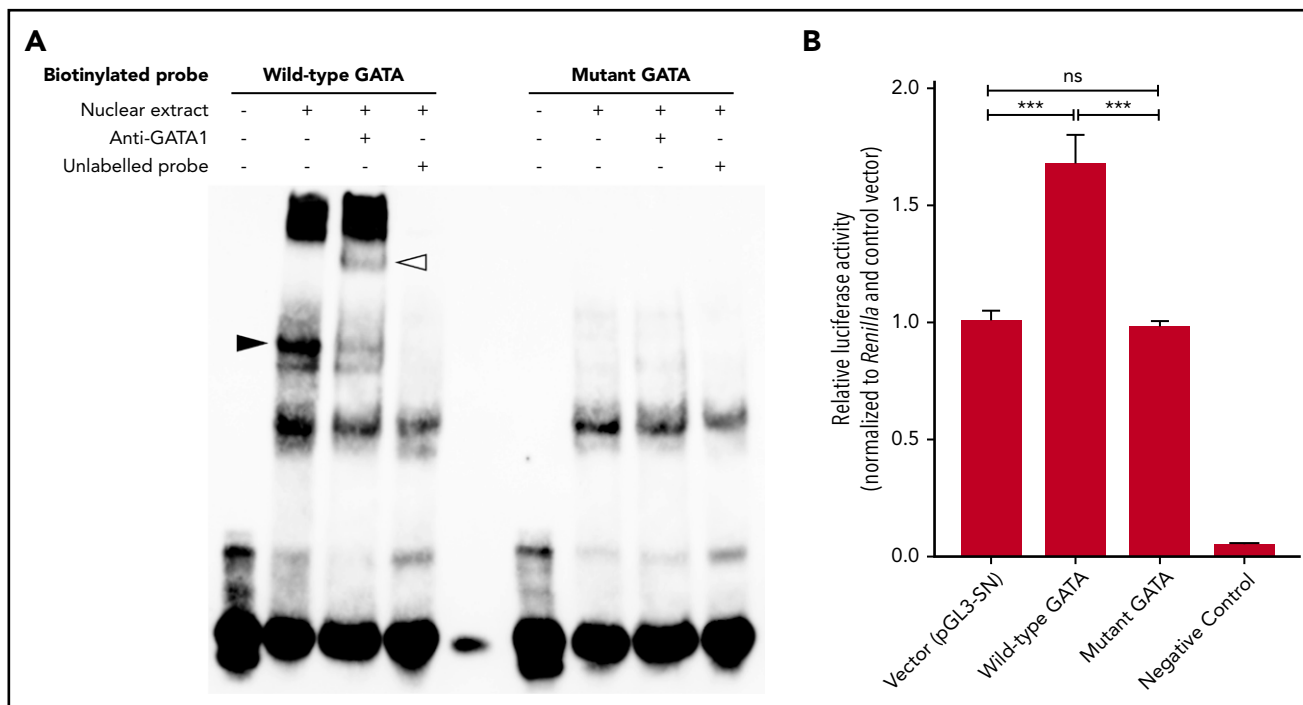 A
Biotinylated probe Wild-type GATA Mutant GATA
Nuclear extract - + + + - + + +
Anti-GATA1 - - + - - - + -
Unlabelled probe - - - + - - - +
B
Relative luciferase activity
(normalized to Renilla and control vector)
2.0
1.5
1.0
0.5
0.0
ns
*** ***
Vector (pGL3-SN)
Wild-type GATA
Mutant GATA
Negative Control